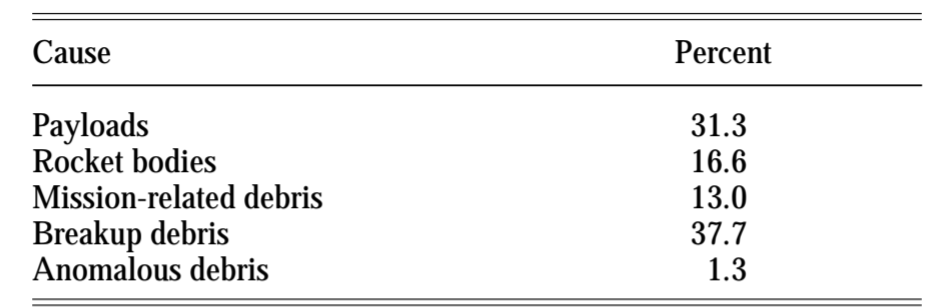 Cause Percent
Payloads 31.3
Rocket bodies 16.6
Mission-related debris 13.0
Breakup debris 37.7
Anomalous debris 1.3